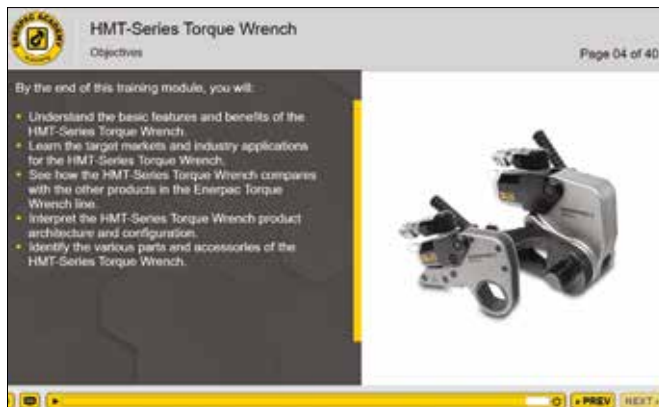 ENERPAC ACADEMY
HMT-Series Torque Wrench
Objectives
Page 04 of 40
By the end of this training module, you will:
• Understand the basic features and benefits of the
HMT-Series Torque Wrench.
• Learn the target markets and industry applications
for the HMT-Series Torque Wrench.
• See how the HMT-Series Torque Wrench compares
with the other products in the Enerpac Torque
Wrench line.
• Interpret the HMT-Series Torque Wrench product
architecture and configuration.
• Identify the various parts and accessories of the
HMT-Series Torque Wrench.
PREV
NEXT